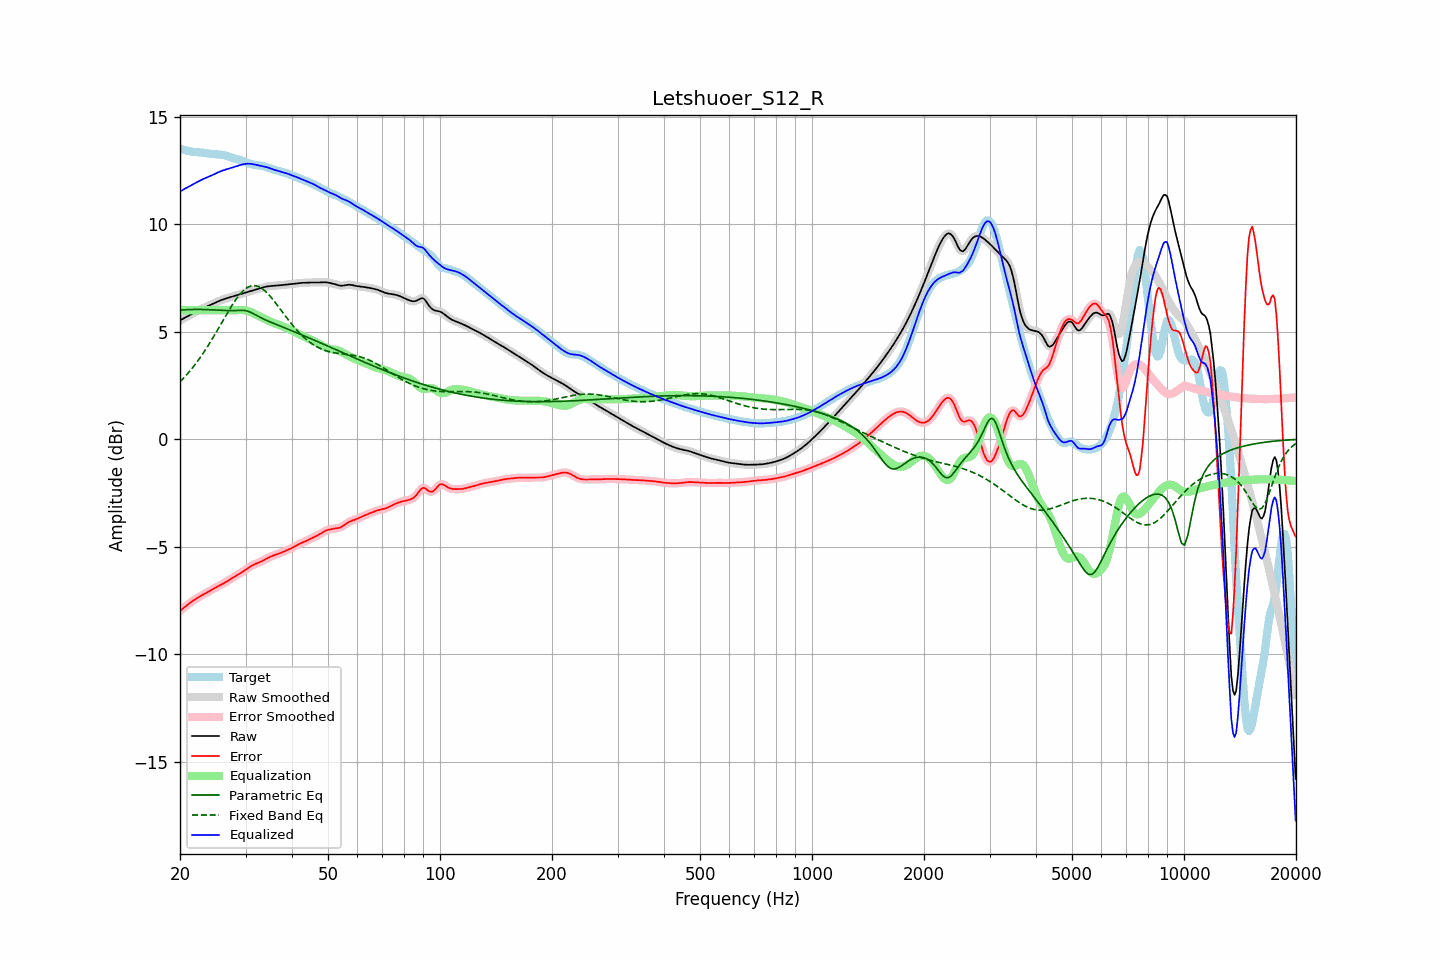 Letshuoer_S12_R
Amplitude (dBr)
15
10
5
0
−5
−10
−15
Target
Raw Smoothed
Error Smoothed
Raw
Error
Equalization
Parametric Eq
Fixed Band Eq
Equalized
20 50 100 200 500 1000 2000 5000 10000 20000
Frequency (Hz)